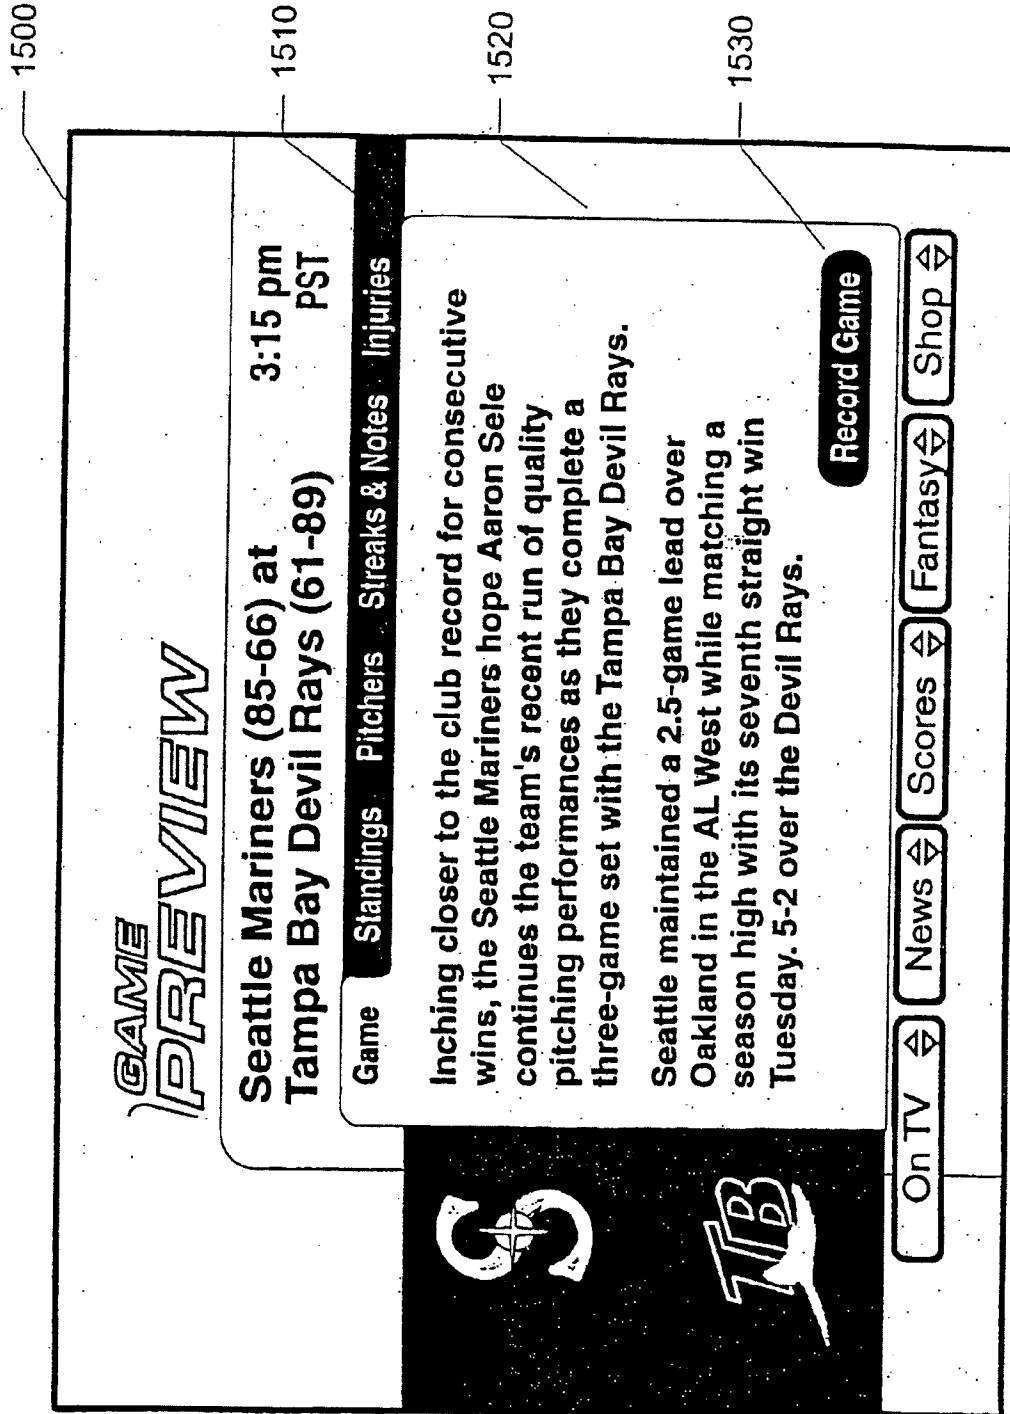 1500
GAME
PREVIEW
Seattle Mariners (85-66) at
Tampa Bay Devil Rays (61-89)
3:15 pm
PST
1510
Game Standings Pitchers Streaks & Notes Injuries
Inching closer to the club record for consecutive
wins, the Seattle Mariners hope Aaron Sele
continues the team's recent run of quality
pitching performances as they complete a
three-game set with the Tampa Bay Devil Rays.
1520
Seattle maintained a 2.5-game lead over
Oakland in the AL West while matching a
season high with its seventh straight win
Tuesday. 5-2 over the Devil Rays.
1530
Record Game
S
TB
On TV News Scores Fantasy Shop